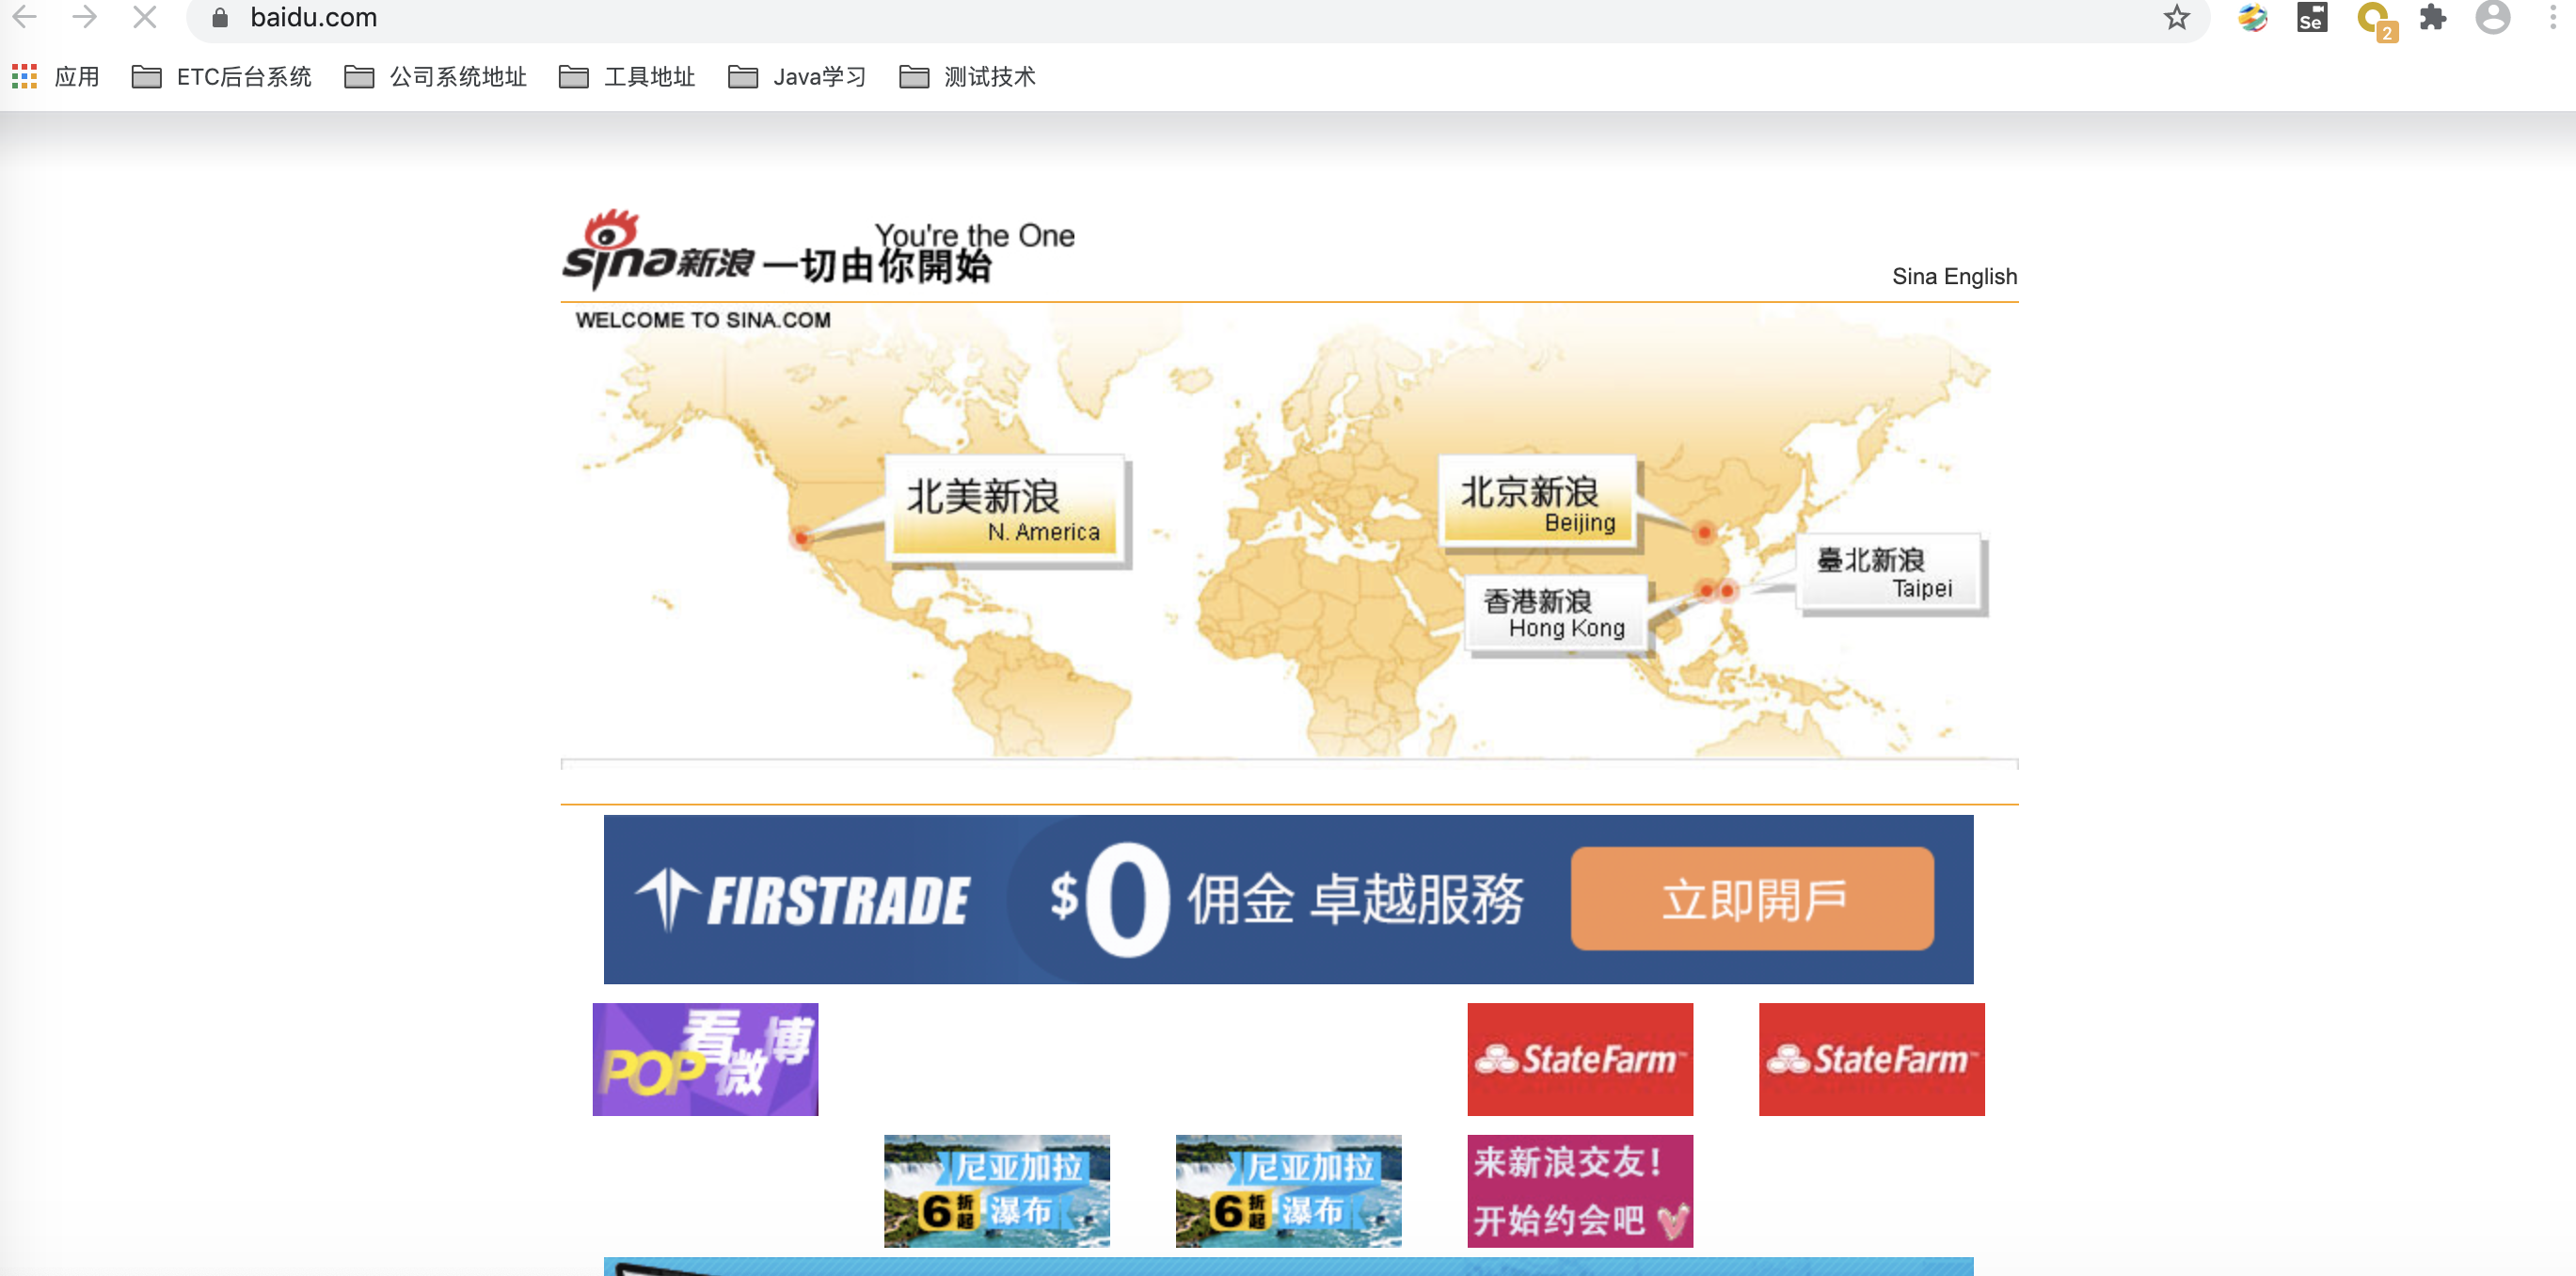 baidu.com
Se
2
应用 ETC后台系统 公司系统地址 工具地址 Java学习 测试技术
You're the One
sina新浪 一切由你開始
Sina English
WELCOME TO SINA.COM
北美新浪
N. America
北京新浪
Beijing
臺北新浪
Taipei
香港新浪
Hong Kong
FIRSTRADE $0 佣金 卓越服務 立即開戶
POP看微博
StateFarm™
StateFarm™
尼亚加拉
6折起 瀑布
尼亚加拉
6折起 瀑布
来新浪交友!
开始约会吧